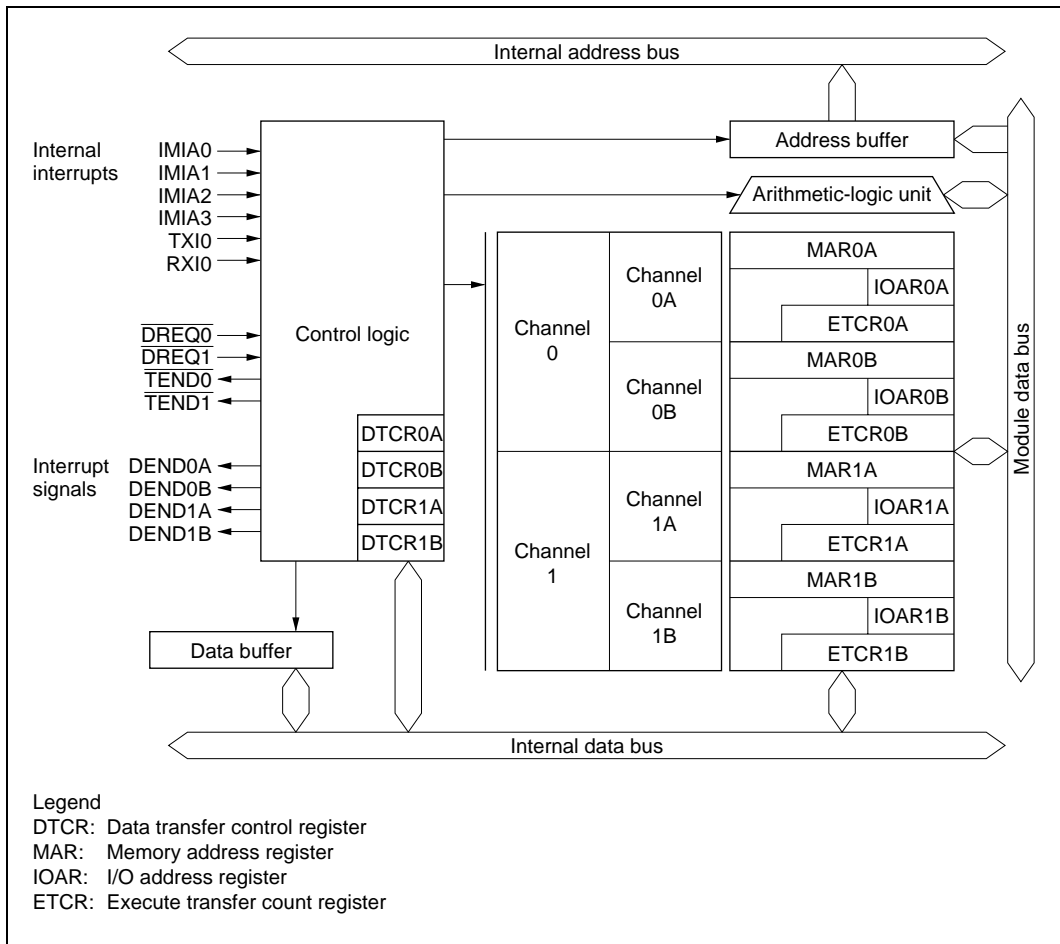 Internal address bus
Internal interrupts
IMIA0
IMIA1
IMIA2
IMIA3
TXI0
RXI0
DREQ0
DREQ1
TEND0
TEND1
Interrupt signals
DEND0A
DEND0B
DEND1A
DEND1B
Control logic
DTCR0A
DTCR0B
DTCR1A
DTCR1B
Data buffer
Address buffer
Arithmetic-logic unit
Channel 0
Channel 0A
Channel 0B
Channel 1
Channel 1A
Channel 1B
MAR0A
IOAR0A
ETCR0A
MAR0B
IOAR0B
ETCR0B
MAR1A
IOAR1A
ETCR1A
MAR1B
IOAR1B
ETCR1B
Module data bus
Internal data bus
Legend
DTCR: Data transfer control register
MAR: Memory address register
IOAR: I/O address register
ETCR: Execute transfer count register